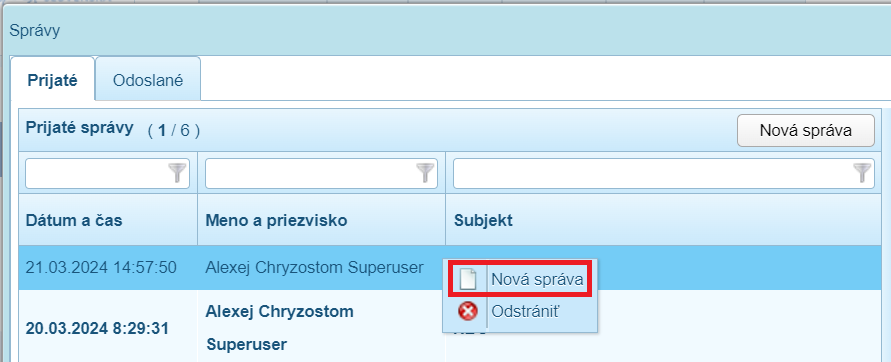 Správy
Prijaté Odoslané
Prijaté správy ( 1 / 6 ) Nová správa
Dátum a čas Meno a priezvisko Subjekt
21.03.2024 14:57:50 Alexej Chryzostom Superuser
Nová správa
Odstrániť
20.03.2024 8:29:31 Alexej Chryzostom
Superuser